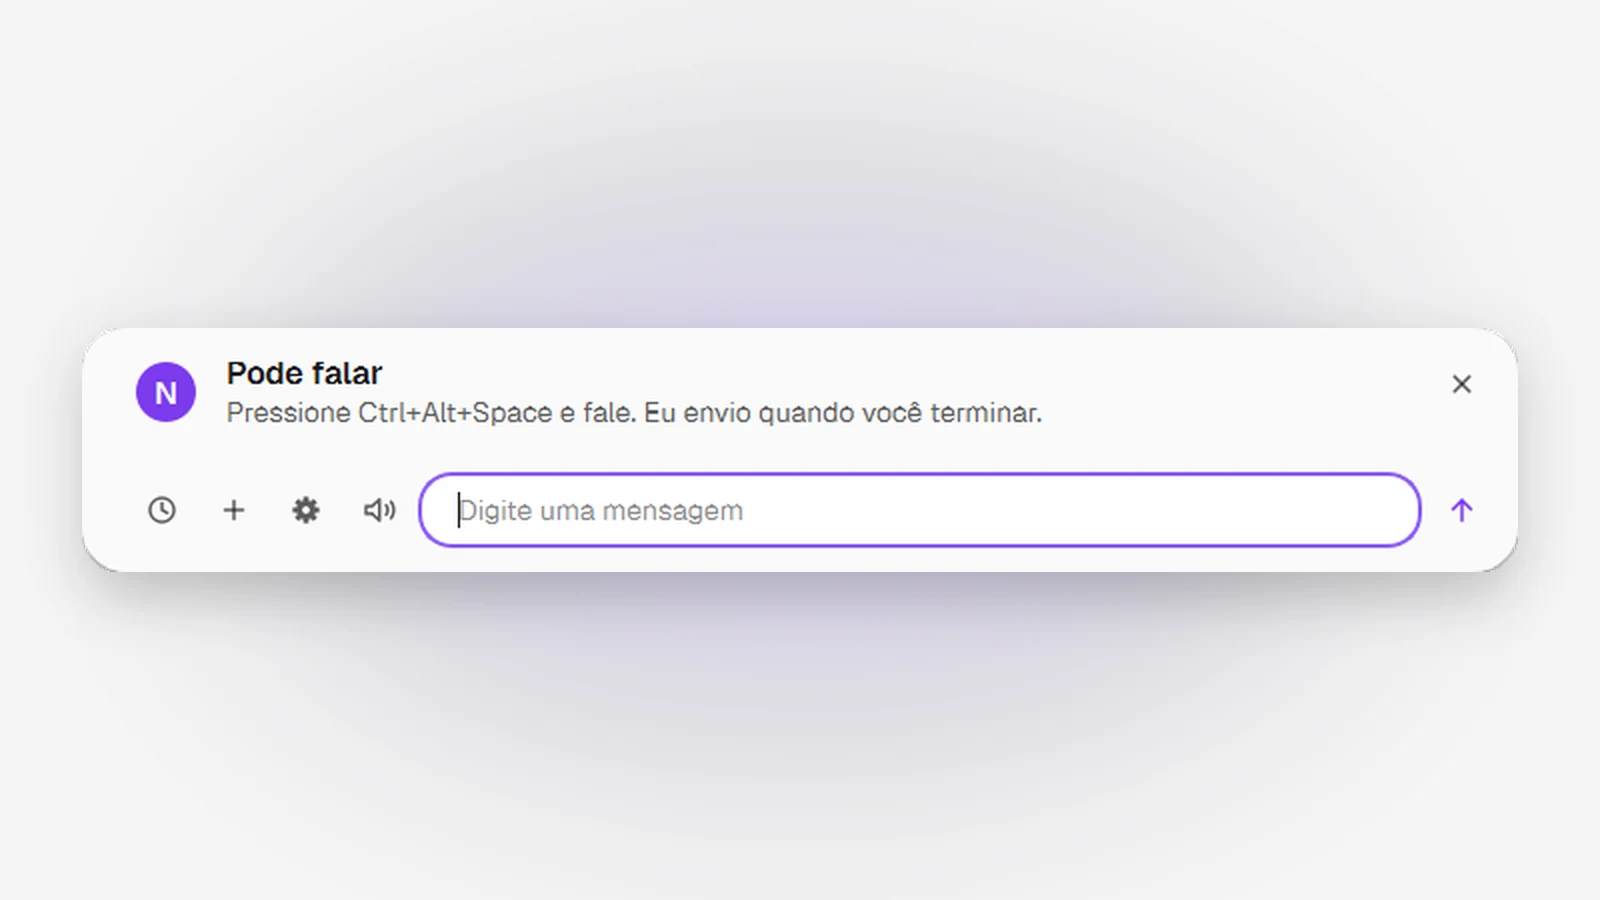 N
Pode falar
Pressione Ctrl+Alt+Space e fale. Eu envio quando você terminar.
Digite uma mensagem